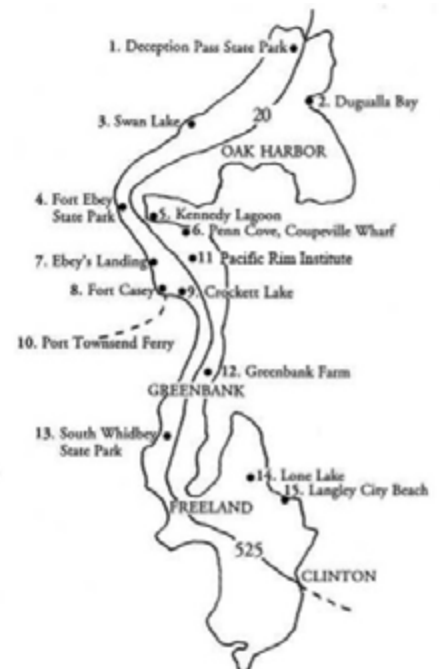 1. Deception Pass State Park
2. Dugualla Bay
20
3. Swan Lake
OAK HARBOR
4. Fort Ebey
State Park
5. Kennedy Lagoon
6. Penn Cove, Coupeville Wharf
7. Ebey's Landing
11 Pacific Rim Institute
8. Fort Casey
9. Crockett Lake
10. Port Townsend Ferry
12. Greenbank Farm
GREENBANK
13. South Whidbey
State Park
14. Lone Lake
15. Langley City Beach
FREELAND
525
CLINTON